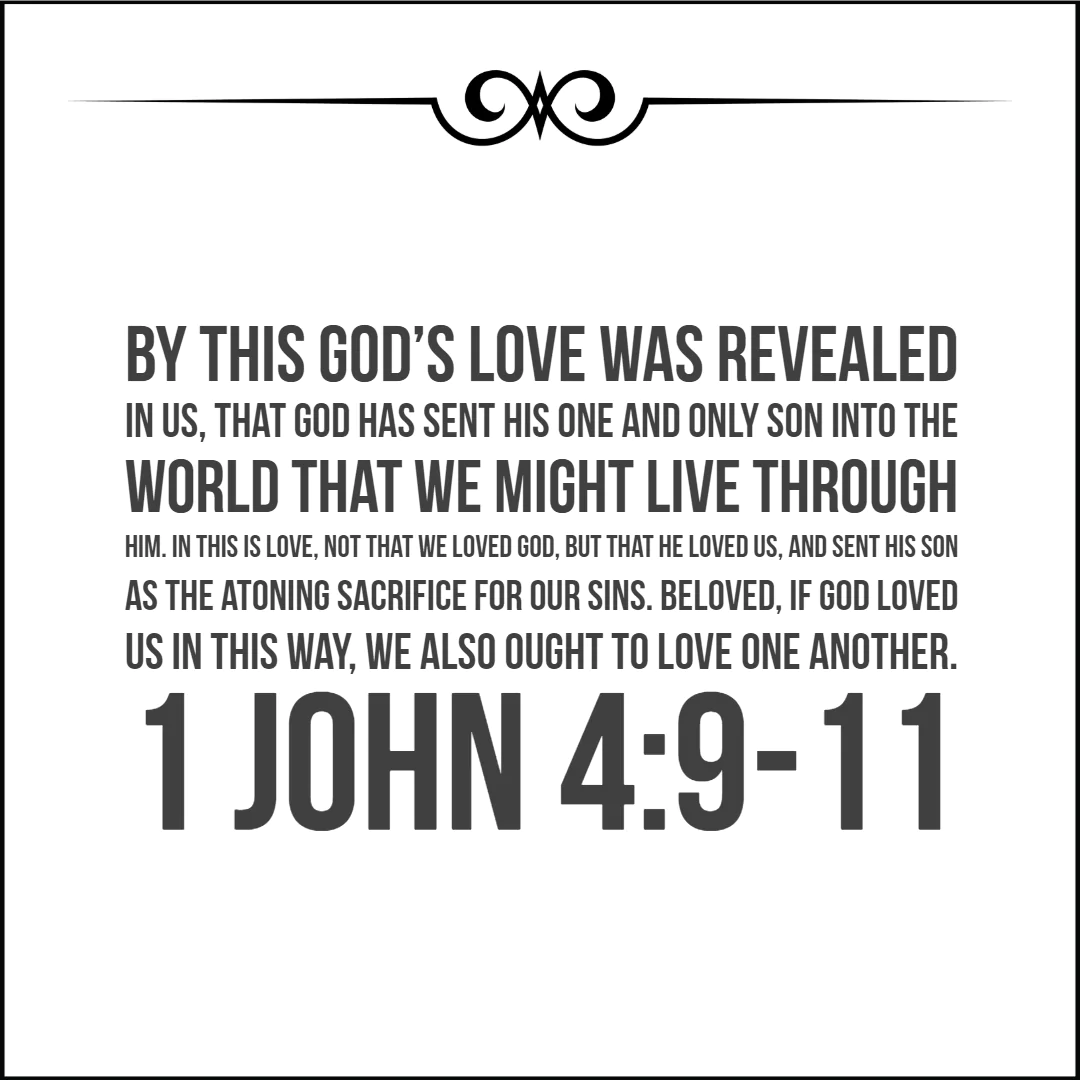 BY THIS GOD’S LOVE WAS REVEALED
IN US, THAT GOD HAS SENT HIS ONE AND ONLY SON INTO THE
WORLD THAT WE MIGHT LIVE THROUGH
HIM. IN THIS IS LOVE, NOT THAT WE LOVED GOD, BUT THAT HE LOVED US, AND SENT HIS SON
AS THE ATONING SACRIFICE FOR OUR SINS. BELOVED, IF GOD LOVED
US IN THIS WAY, WE ALSO OUGHT TO LOVE ONE ANOTHER.
1 JOHN 4:9-11